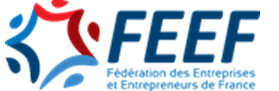 FEEF
Fédération des Entreprises
et Entrepreneurs de France